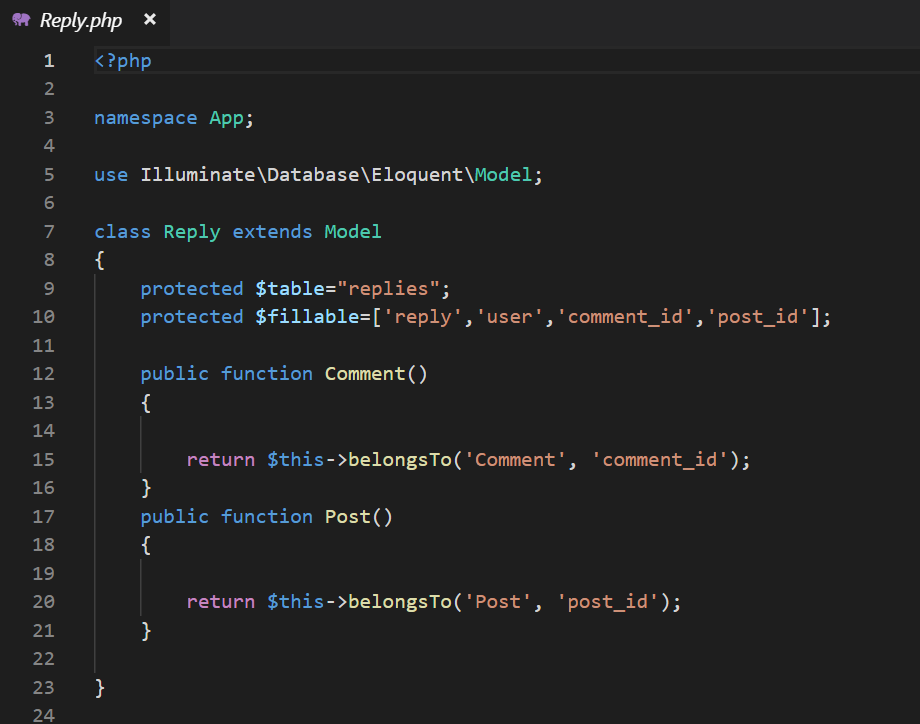 Reply.php ×
1 <?php
2
3 namespace App;
4
5 use Illuminate\Database\Eloquent\Model;
6
7 class Reply extends Model
8 {
9     protected $table="replies";
10     protected $fillable=['reply','user','comment_id','post_id'];
11
12     public function Comment()
13     {
14
15         return $this->belongsTo('Comment', 'comment_id');
16     }
17     public function Post()
18     {
19
20         return $this->belongsTo('Post', 'post_id');
21     }
22
23 }
24